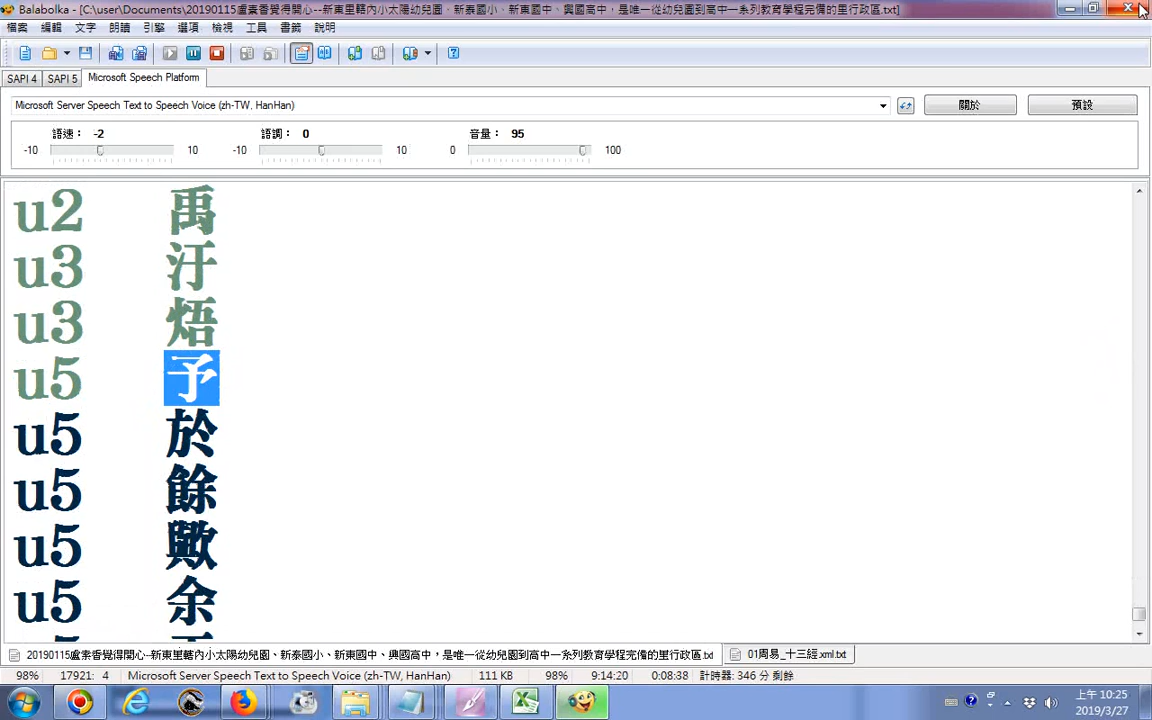 Balabolka - [C:\user\Documents\20190115盧素香覺得開心--新東里轄內小太陽幼兒園、新泰國小、新東國中、興國高中，是唯一從幼兒園到高中一系列教育學程完備的里行政區.txt]
檔案 編輯 文字 朗讀 引擎 選項 檢視 工具 書籤 說明
SAPI 4 SAPI 5 Microsoft Speech Platform
Microsoft Server Speech Text to Speech Voice (zh-TW, HanHan) 關於 預設
語速： -2 語調： 0 音量： 95
-10 10 -10 10 0 100
u2 禹
u3 汙
u3 焐
u5 予
u5 於
u5 餘
u5 歟
u5 余
20190115盧素香覺得開心--新東里轄內小太陽幼兒園、新泰國小、新東國中、興國高中，是唯一從幼兒園到高中一系列教育學程完備的里行政區.txt 01周易_十三經.xml.txt
98% 17921: 4 Microsoft Server Speech Text to Speech Voice (zh-TW, HanHan) 111 KB 98% 9:14:20 0:08:38 計時器: 346 分 剩餘
上午 10:25
2019/3/27